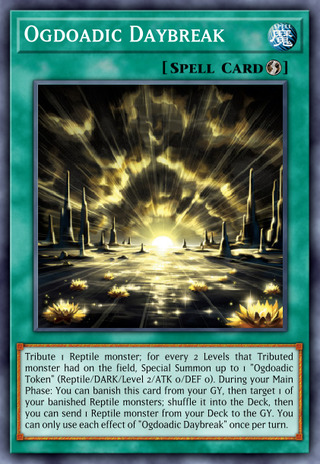 Ogdoadic Daybreak
魔
[Spell Card]
Tribute 1 Reptile monster; for every 2 Levels that Tributed
monster had on the field, Special Summon up to 1 "Ogdoadic
Token" (Reptile/DARK/Level 2/ATK 0/DEF 0). During your Main
Phase: You can banish this card from your GY, then target 1 of
your banished Reptile monsters; shuffle it into the Deck, then
you can send 1 Reptile monster from your Deck to the GY. You
can only use each effect of "Ogdoadic Daybreak" once per turn.